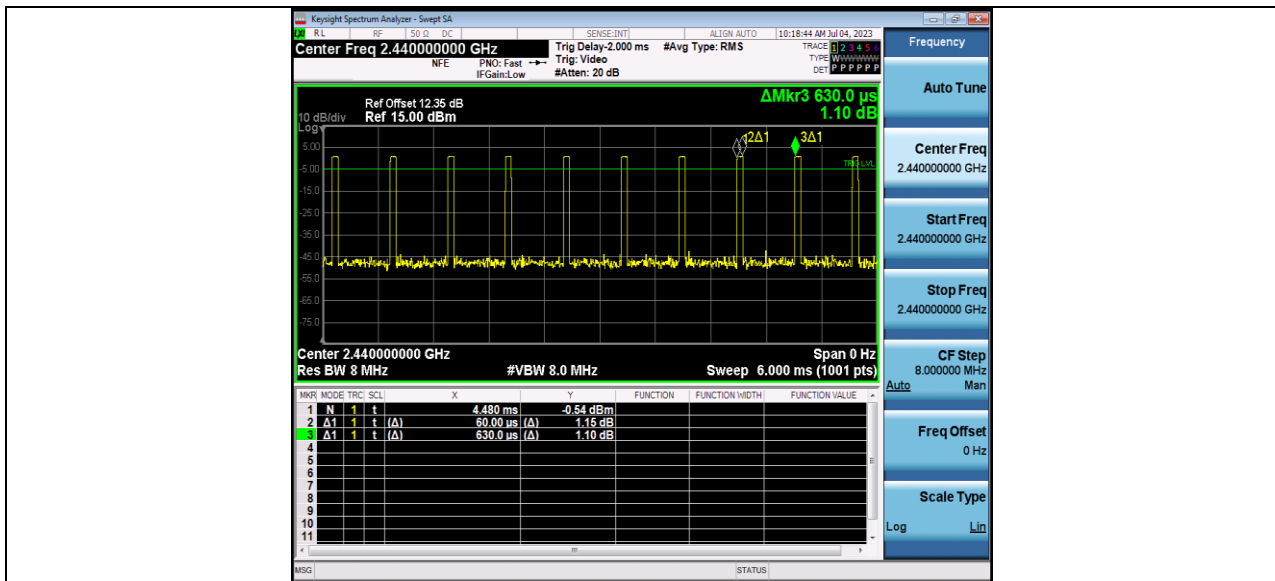 Keysight Spectrum Analyzer - Swept SA
RL RF 50 Ω DC SENSE:INT ALIGN AUTO 10:18:44 AM Jul 04, 2023
Center Freq 2.440000000 GHz
NFE PNO: Fast
IFGain:Low
Trig Delay-2.000 ms #Avg Type: RMS
Trig: Video
#Atten: 20 dB
TRACE 1 2 3 4 5 6
TYPE W
DET P P P P P P
ΔMkr3 630.0 µs
1.10 dB
Ref Offset 12.35 dB
10 dB/div Ref 15.00 dBm
Log
2Δ1 3Δ1
TRIG LVL
5.00
-5.00
-15.0
-25.0
-35.0
-45.0
-55.0
-65.0
-75.0
Center 2.440000000 GHz Span 0 Hz
Res BW 8 MHz #VBW 8.0 MHz Sweep 6.000 ms (1001 pts)
MKR MODE TRC SCL X Y FUNCTION FUNCTION WIDTH FUNCTION VALUE
1 N 1 t 4.480 ms -0.54 dBm
2 Δ1 1 t (Δ) 60.00 µs (Δ) 1.15 dB
3 Δ1 1 t (Δ) 630.0 µs (Δ) 1.10 dB
4
5
6
7
8
9
10
11
MSG STATUS
Frequency
Auto Tune
Center Freq
2.440000000 GHz
Start Freq
2.440000000 GHz
Stop Freq
2.440000000 GHz
CF Step
8.000000 MHz
Auto Man
Freq Offset
0 Hz
Scale Type
Log Lin